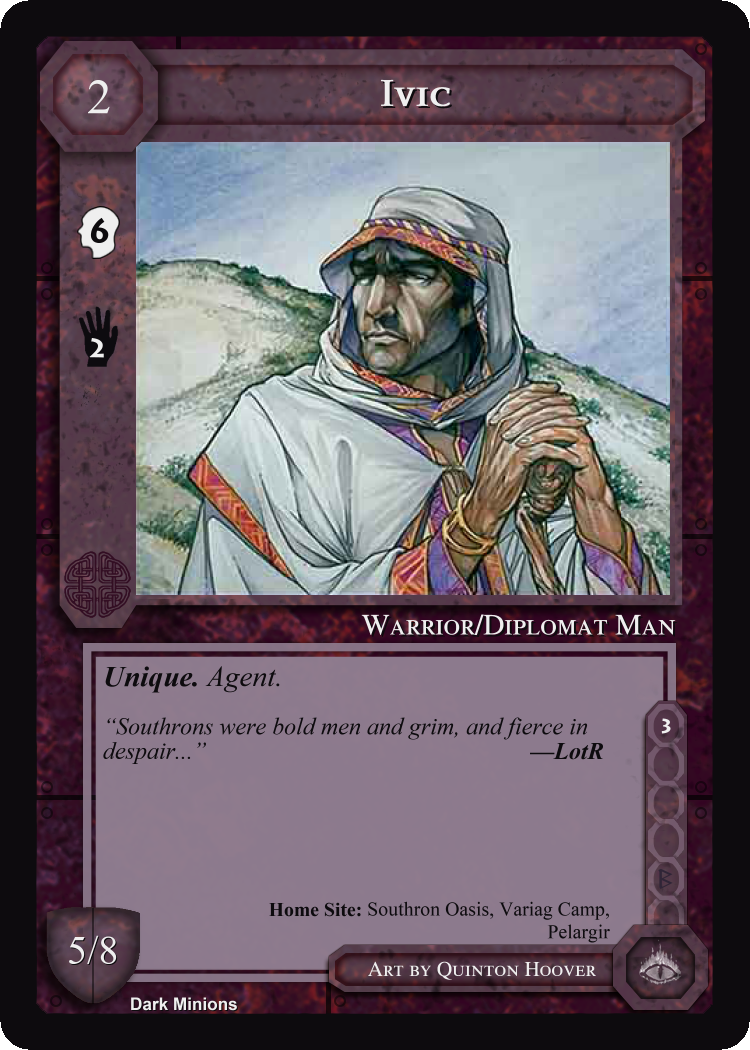 2
Ivic
6
2
Warrior/Diplomat Man
Unique. Agent.
“Southrons were bold men and grim, and fierce in
despair...”
—LotR
3
Home Site: Southron Oasis, Variag Camp,
Pelargir
5/8
Art by Quinton Hoover
Dark Minions